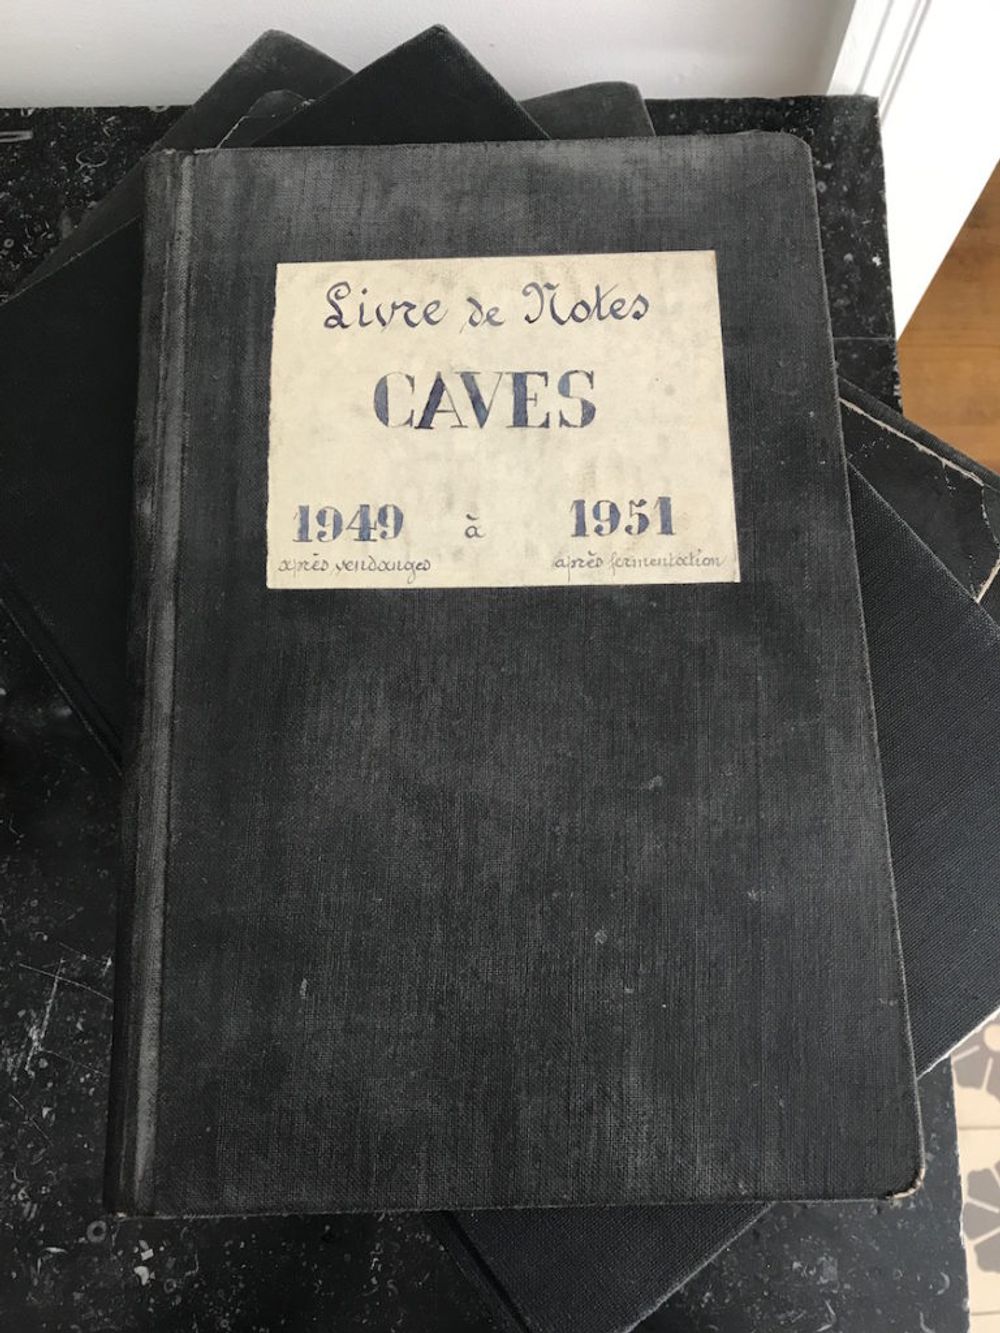 Livre de Notes
CAVES
1949 à 1951
après vendanges après fermentation